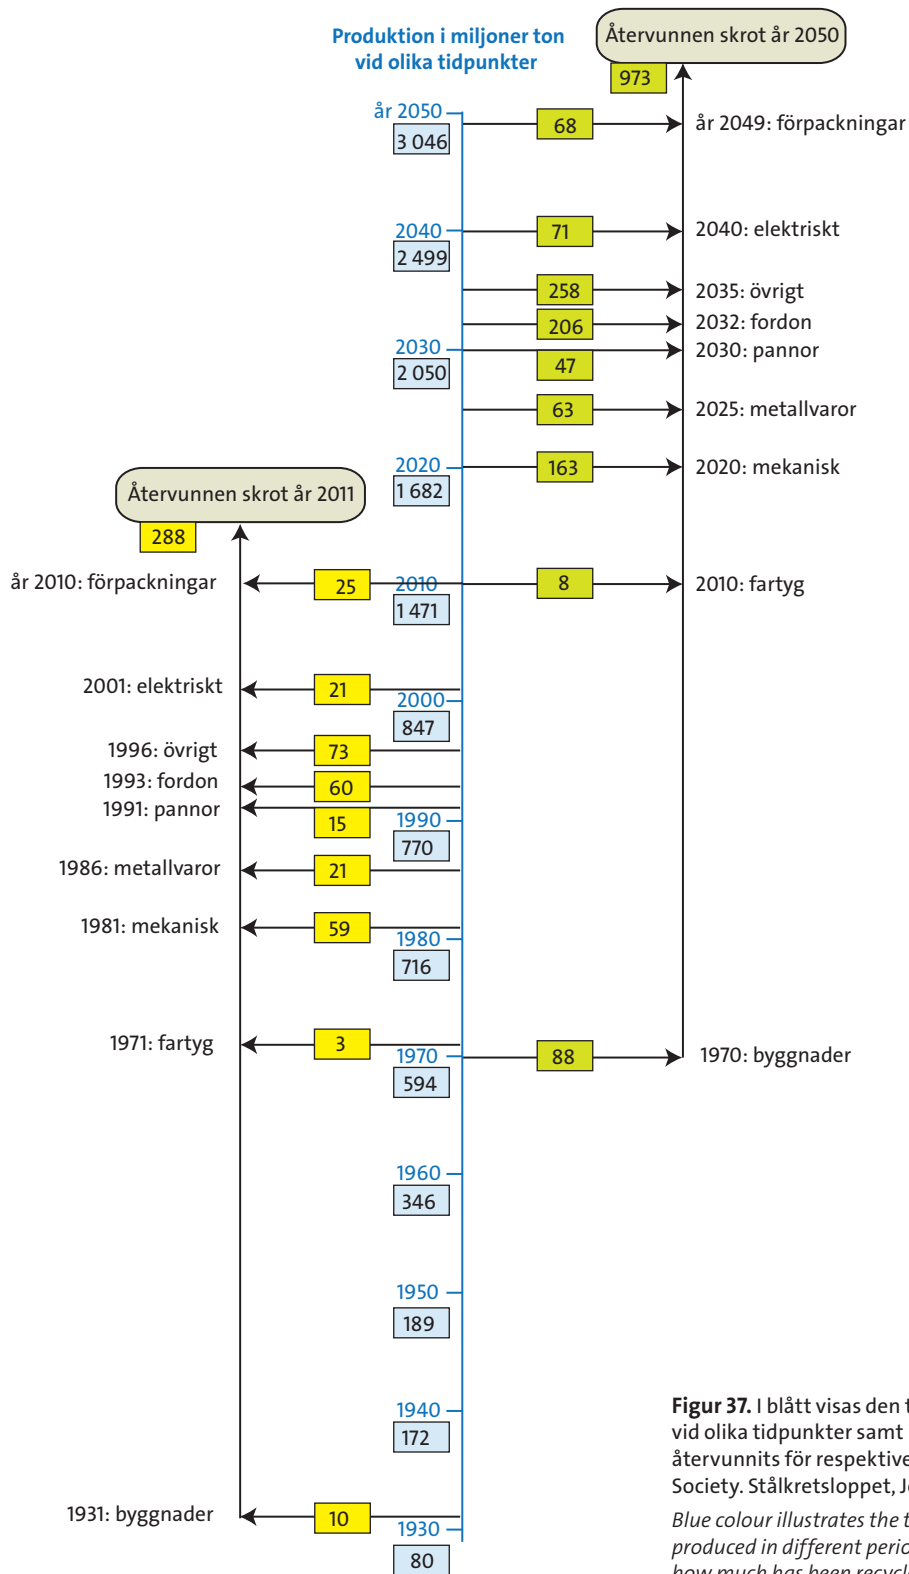 Produktion i miljoner ton
vid olika tidpunkter
Återvunnen skrot år 2050
973
år 2050
3 046
68
år 2049: förpackningar
2040
2 499
71
2040: elektriskt
258
2035: övrigt
206
2032: fordon
2030
2 050
47
2030: pannor
63
2025: metallvaror
2020
1 682
163
2020: mekanisk
Återvunnen skrot år 2011
288
år 2010: förpackningar
25
2010
1 471
8
2010: fartyg
2001: elektriskt
21
2000
847
1996: övrigt
73
1993: fordon
60
1991: pannor
15
1990
770
1986: metallvaror
21
1981: mekanisk
59
1980
716
1971: fartyg
3
1970
594
88
1970: byggnader
1960
346
1950
189
1940
172
1931: byggnader
10
1930
80
Figur 37. I blått visas den t
vid olika tidpunkter samt
återvunnits för respektive
Society. Stålkretsloppet, J
Blue colour illustrates the t
produced in different perio
how much has been recycl